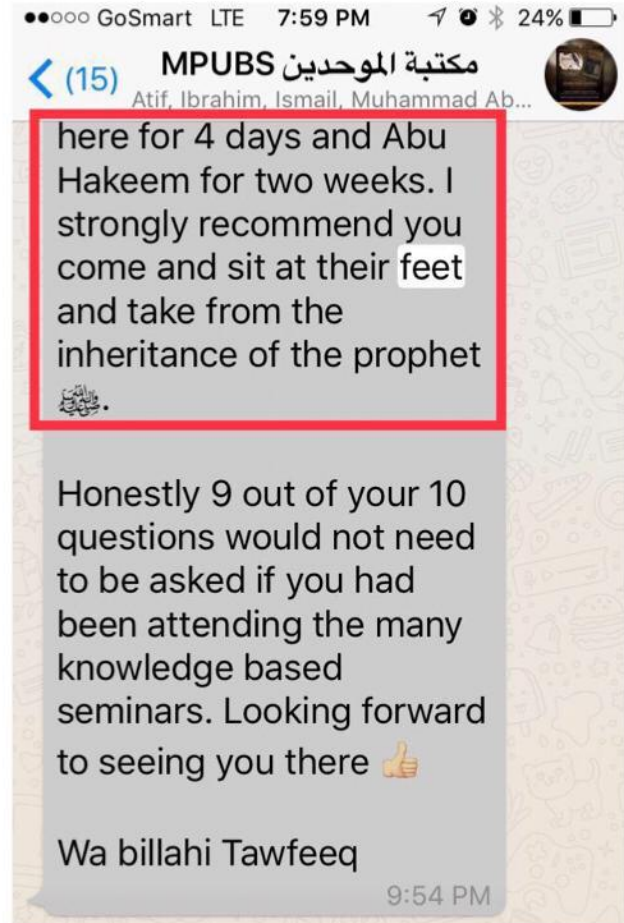 GoSmart LTE 7:59 PM 24%
(15) مكتبة الموحدين MPUBS
Atif, Ibrahim, Ismail, Muhammad Ab...
here for 4 days and Abu
Hakeem for two weeks. I
strongly recommend you
come and sit at their feet
and take from the
inheritance of the prophet
ﷺ.
Honestly 9 out of your 10
questions would not need
to be asked if you had
been attending the many
knowledge based
seminars. Looking forward
to seeing you there 👍
Wa billahi Tawfeeq
9:54 PM